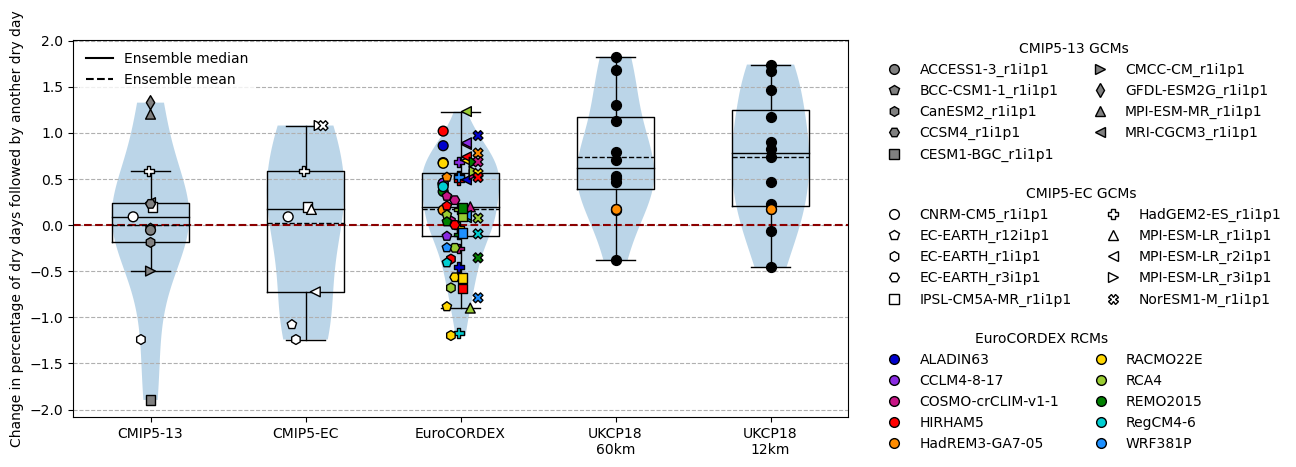 Change in percentage of dry days followed by another dry day
2.0
1.5
1.0
0.5
0.0
−0.5
−1.0
−1.5
−2.0
Ensemble median
Ensemble mean
CMIP5-13
CMIP5-EC
EuroCORDEX
UKCP18
60km
UKCP18
12km
CMIP5-13 GCMs
ACCESS1-3_r1i1p1
BCC-CSM1-1_r1i1p1
CanESM2_r1i1p1
CCSM4_r1i1p1
CESM1-BGC_r1i1p1
CMCC-CM_r1i1p1
GFDL-ESM2G_r1i1p1
MPI-ESM-MR_r1i1p1
MRI-CGCM3_r1i1p1
CMIP5-EC GCMs
CNRM-CM5_r1i1p1
EC-EARTH_r12i1p1
EC-EARTH_r1i1p1
EC-EARTH_r3i1p1
IPSL-CM5A-MR_r1i1p1
HadGEM2-ES_r1i1p1
MPI-ESM-LR_r1i1p1
MPI-ESM-LR_r2i1p1
MPI-ESM-LR_r3i1p1
NorESM1-M_r1i1p1
EuroCORDEX RCMs
ALADIN63
CCLM4-8-17
COSMO-crCLIM-v1-1
HIRHAM5
HadREM3-GA7-05
RACMO22E
RCA4
REMO2015
RegCM4-6
WRF381P